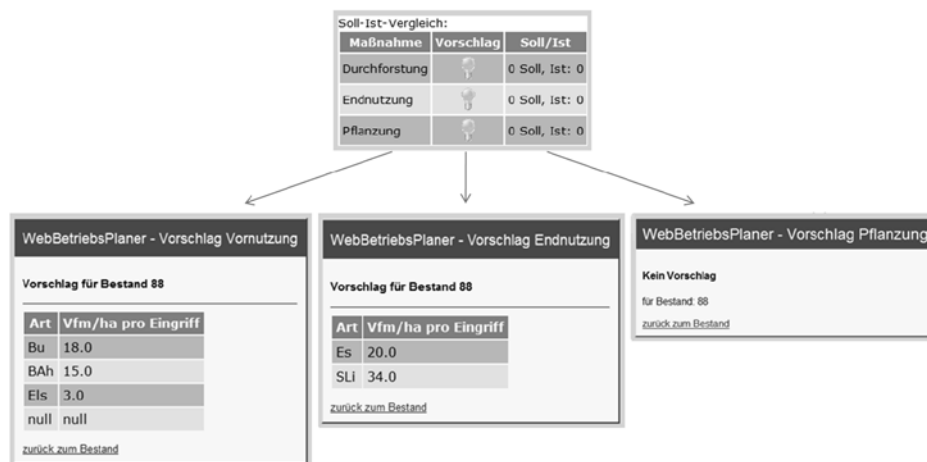 Soll-Ist-Vergleich:
Maßnahme Vorschlag Soll/Ist
Durchforstung 0 Soll, Ist: 0
Endnutzung 0 Soll, Ist: 0
Pflanzung 0 Soll, Ist: 0
WebBetriebsPlaner - Vorschlag Vornutzung
Vorschlag für Bestand 88
Art Vfm/ha pro Eingriff
Bu 18.0
BAh 15.0
Els 3.0
null null
zurück zum Bestand
WebBetriebsPlaner - Vorschlag Endnutzung
Vorschlag für Bestand 88
Art Vfm/ha pro Eingriff
Es 20.0
SLi 34.0
zurück zum Bestand
WebBetriebsPlaner - Vorschlag Pflanzung
Kein Vorschlag
für Bestand: 88
zurück zum Bestand